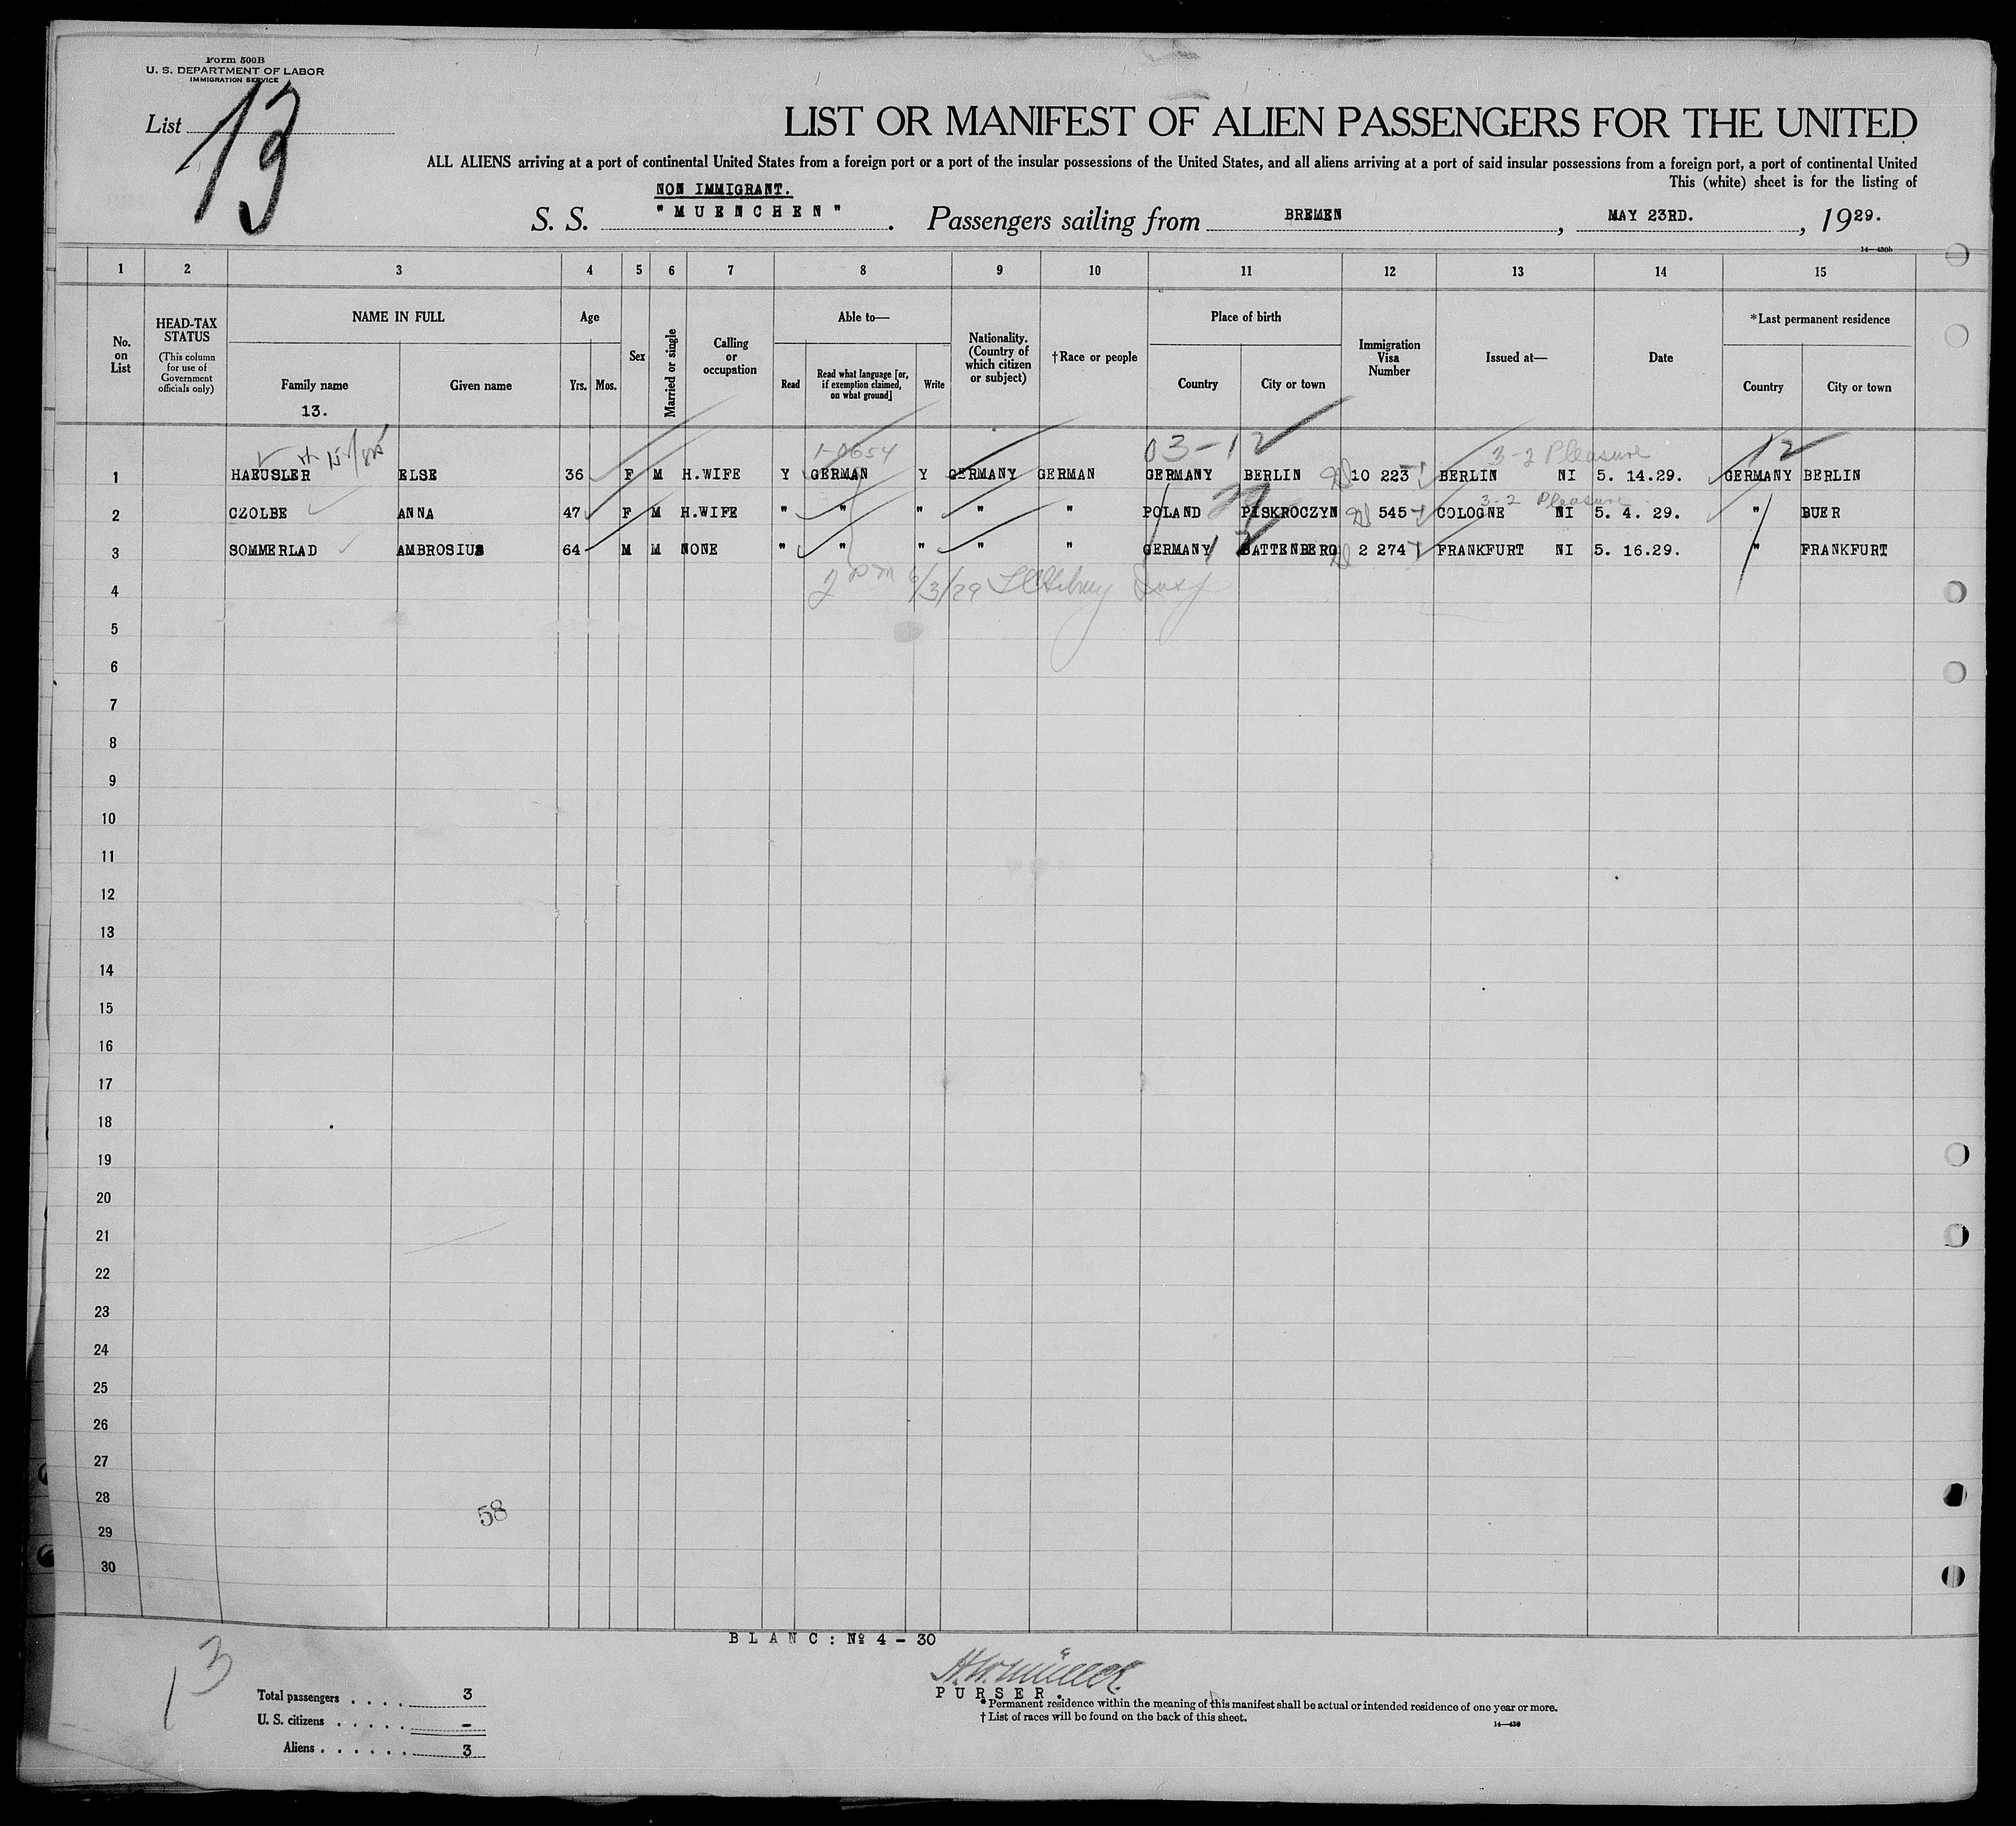 Form 500B
U. S. DEPARTMENT OF LABOR
IMMIGRATION SERVICE
List 13
LIST OR MANIFEST OF ALIEN PASSENGERS FOR THE UNITED
ALL ALIENS arriving at a port of continental United States from a foreign port or a port of the insular possessions of the United States, and all aliens arriving at a port of said insular possessions from a foreign port, a port of continental United
This (white) sheet is for the listing of
NON IMMIGRANT.
S. S. "MUENCHEN". Passengers sailing from BREMEN, MAY 23RD., 1929.
14—430b
1 2 3 4 5 6 7 8 9 10 11 12 13 14 15
No. on List
HEAD-TAX STATUS
(This column for use of Government officials only)
NAME IN FULL
Family name
13.
Given name
Age
Yrs. Mos.
Sex
Married or single
Calling or occupation
Able to—
Read
Read what language [or, if exemption claimed, on what ground]
Write
Nationality. (Country of which citizen or subject)
†Race or people
Place of birth
Country
City or town
Immigration Visa Number
Issued at—
Date
*Last permanent residence
Country
City or town
03-12 3-2 Pleasure 12
1 HAEUSLER ELSE 36 F M H.WIFE Y GERMAN Y GERMANY GERMAN GERMANY BERLIN 10 223 BERLIN NI 5. 14.29. GERMANY BERLIN
3-2 Pleasure
2 CZOLBE ANNA 47 F M H.WIFE " " " " " POLAND PISKROCZYN 545 COLOGNE NI 5. 4. 29. " BUER
3 SOMMERLAD AMBROSIUS 64 M M NONE " " " " " GERMANY BATTENBERG 2 274 FRANKFURT NI 5. 16.29. " FRANKFURT
4
2 pm 6/3/29
5
6
7
8
9
10
11
12
13
14
15
16
17
18
19
20
21
22
23
24
25
26
27
28
58
29
30
BLANC: Nº 4 - 30
13
PURSER.
Total passengers . . . . 3
U. S. citizens . . . . . -
Aliens . . . . . . 3
* Permanent residence within the meaning of this manifest shall be actual or intended residence of one year or more.
† List of races will be found on the back of this sheet.
14—430